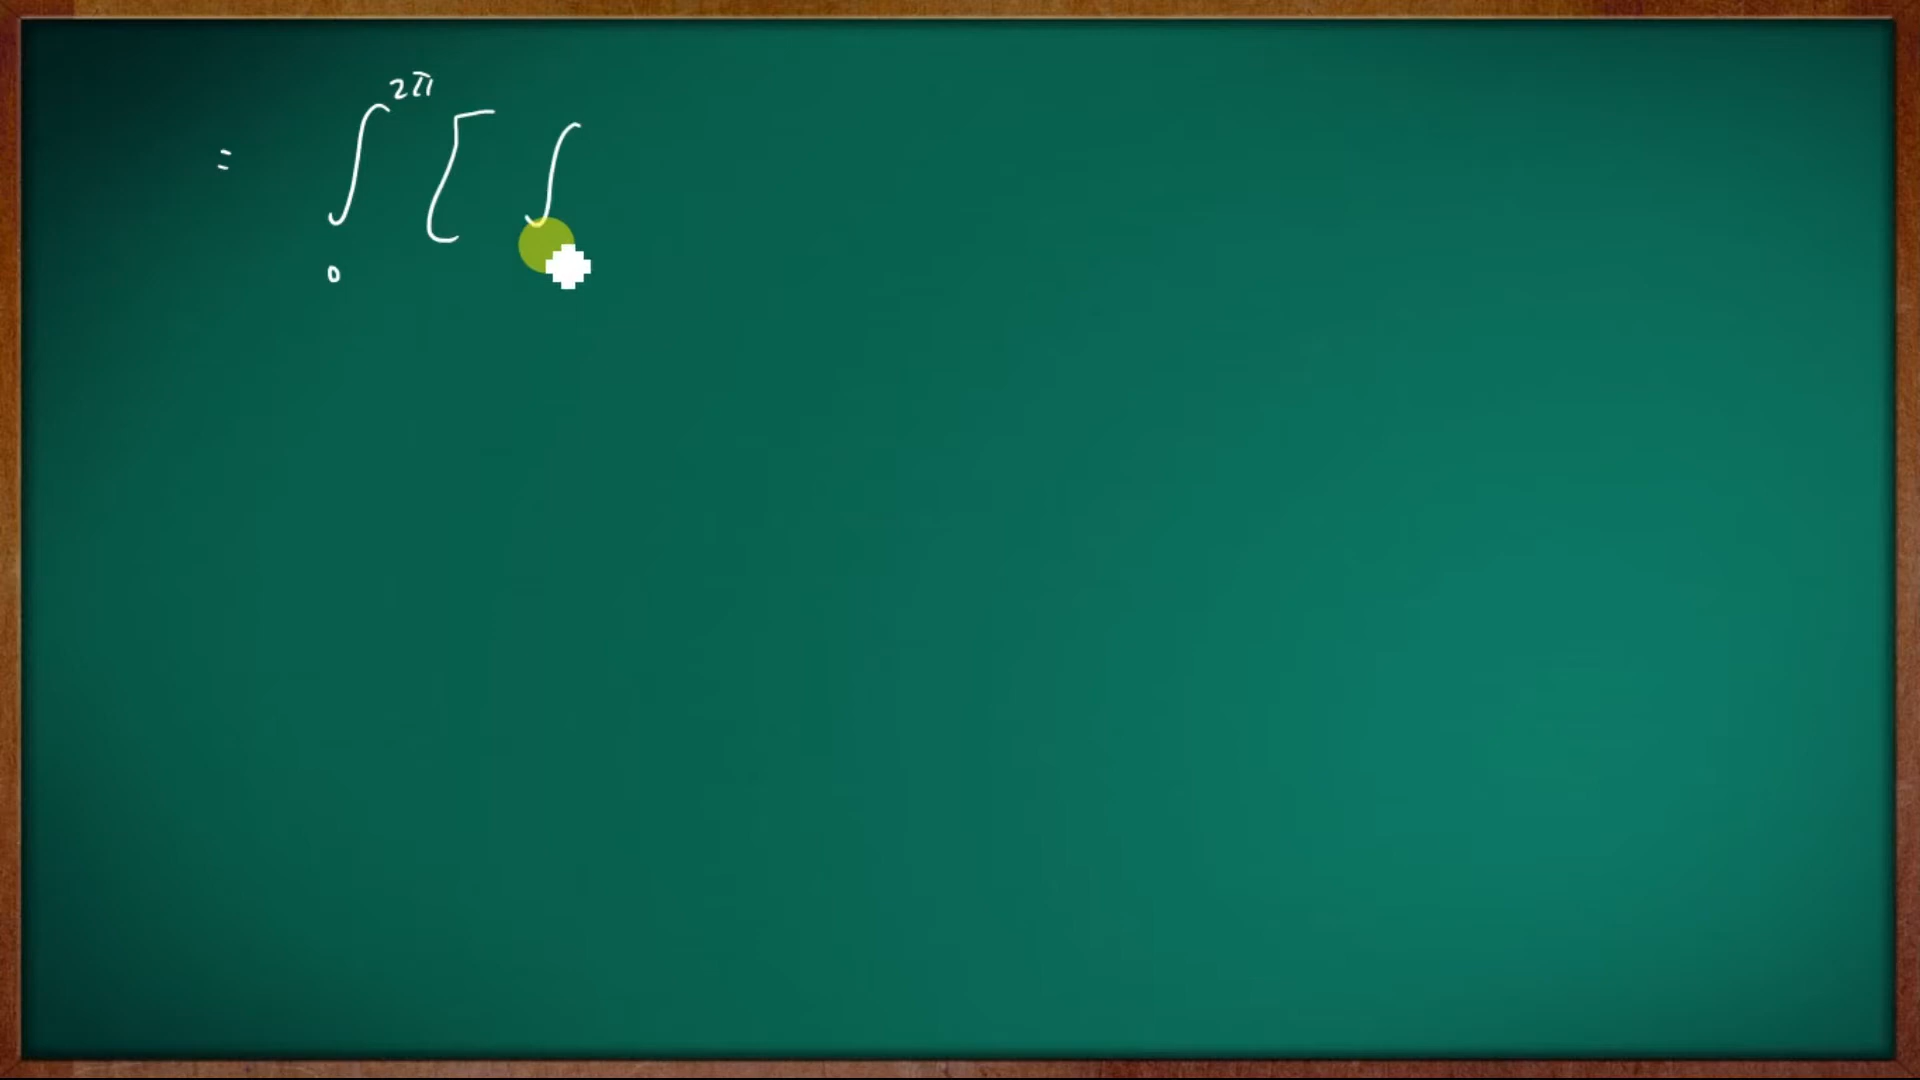 = ∫₀^{2π} [ ∫